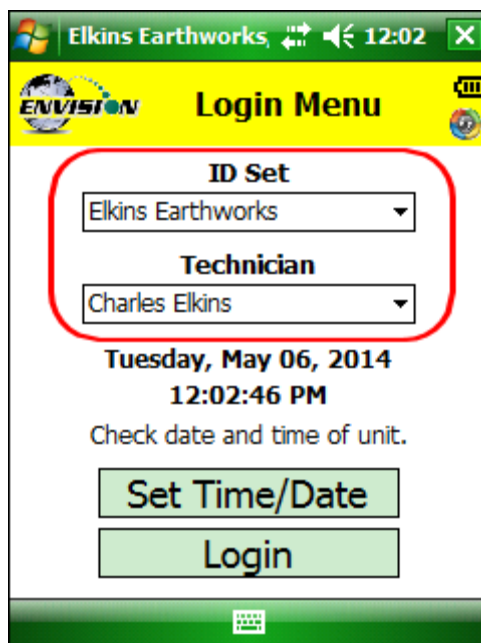 Elkins Earthworks, 12:02
ENVISION
Login Menu
ID Set
Elkins Earthworks
Technician
Charles Elkins
Tuesday, May 06, 2014
12:02:46 PM
Check date and time of unit.
Set Time/Date
Login